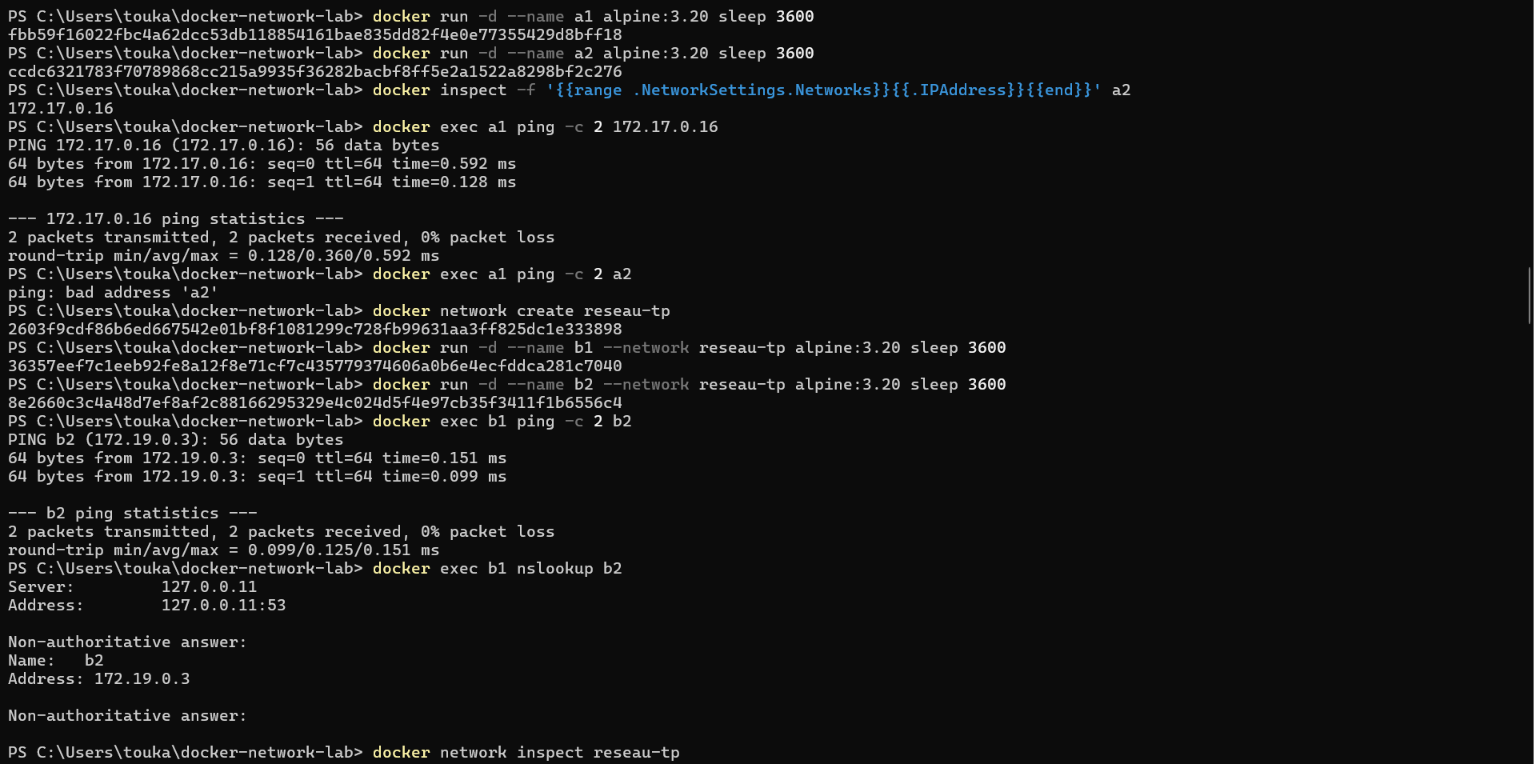 PS C:\Users\touka\docker-network-lab> docker run -d --name a1 alpine:3.20 sleep 3600
fbb59f16022fbc4a62dcc53db118854161bae835dd82f4e0e77355429d8bff18
PS C:\Users\touka\docker-network-lab> docker run -d --name a2 alpine:3.20 sleep 3600
ccdc6321783f70789868cc215a9935f36282bacbf8ff5e2a1522a8298bf2c276
PS C:\Users\touka\docker-network-lab> docker inspect -f '{{range .NetworkSettings.Networks}}{{.IPAddress}}{{end}}' a2
172.17.0.16
PS C:\Users\touka\docker-network-lab> docker exec a1 ping -c 2 172.17.0.16
PING 172.17.0.16 (172.17.0.16): 56 data bytes
64 bytes from 172.17.0.16: seq=0 ttl=64 time=0.592 ms
64 bytes from 172.17.0.16: seq=1 ttl=64 time=0.128 ms

--- 172.17.0.16 ping statistics ---
2 packets transmitted, 2 packets received, 0% packet loss
round-trip min/avg/max = 0.128/0.360/0.592 ms
PS C:\Users\touka\docker-network-lab> docker exec a1 ping -c 2 a2
ping: bad address 'a2'
PS C:\Users\touka\docker-network-lab> docker network create reseau-tp
2603f9cdf86b6ed667542e01bf8f1081299c728fb99631aa3ff825dc1e333898
PS C:\Users\touka\docker-network-lab> docker run -d --name b1 --network reseau-tp alpine:3.20 sleep 3600
36357eef7c1eeb92fe8a12f8e71cf7c435779374606a0b6e4ecfddca281c7040
PS C:\Users\touka\docker-network-lab> docker run -d --name b2 --network reseau-tp alpine:3.20 sleep 3600
8e2660c3c4a48d7ef8af2c88166295329e4c024d5f4e97cb35f3411f1b6556c4
PS C:\Users\touka\docker-network-lab> docker exec b1 ping -c 2 b2
PING b2 (172.19.0.3): 56 data bytes
64 bytes from 172.19.0.3: seq=0 ttl=64 time=0.151 ms
64 bytes from 172.19.0.3: seq=1 ttl=64 time=0.099 ms

--- b2 ping statistics ---
2 packets transmitted, 2 packets received, 0% packet loss
round-trip min/avg/max = 0.099/0.125/0.151 ms
PS C:\Users\touka\docker-network-lab> docker exec b1 nslookup b2
Server:         127.0.0.11
Address:        127.0.0.11:53

Non-authoritative answer:
Name:   b2
Address: 172.19.0.3

Non-authoritative answer:

PS C:\Users\touka\docker-network-lab> docker network inspect reseau-tp